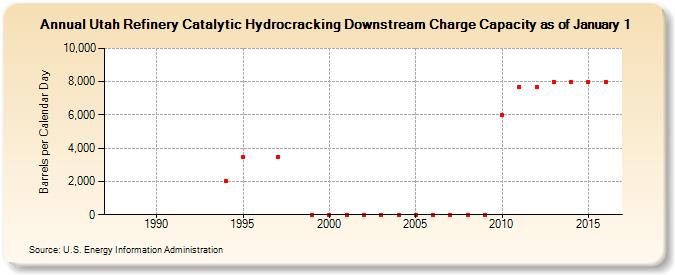 Annual Utah Refinery Catalytic Hydrocracking Downstream Charge Capacity as of January 1
Barrels per Calendar Day
10,000
8,000
6,000
4,000
2,000
0
1990 1995 2000 2005 2010 2015
Source: U.S. Energy Information Administration